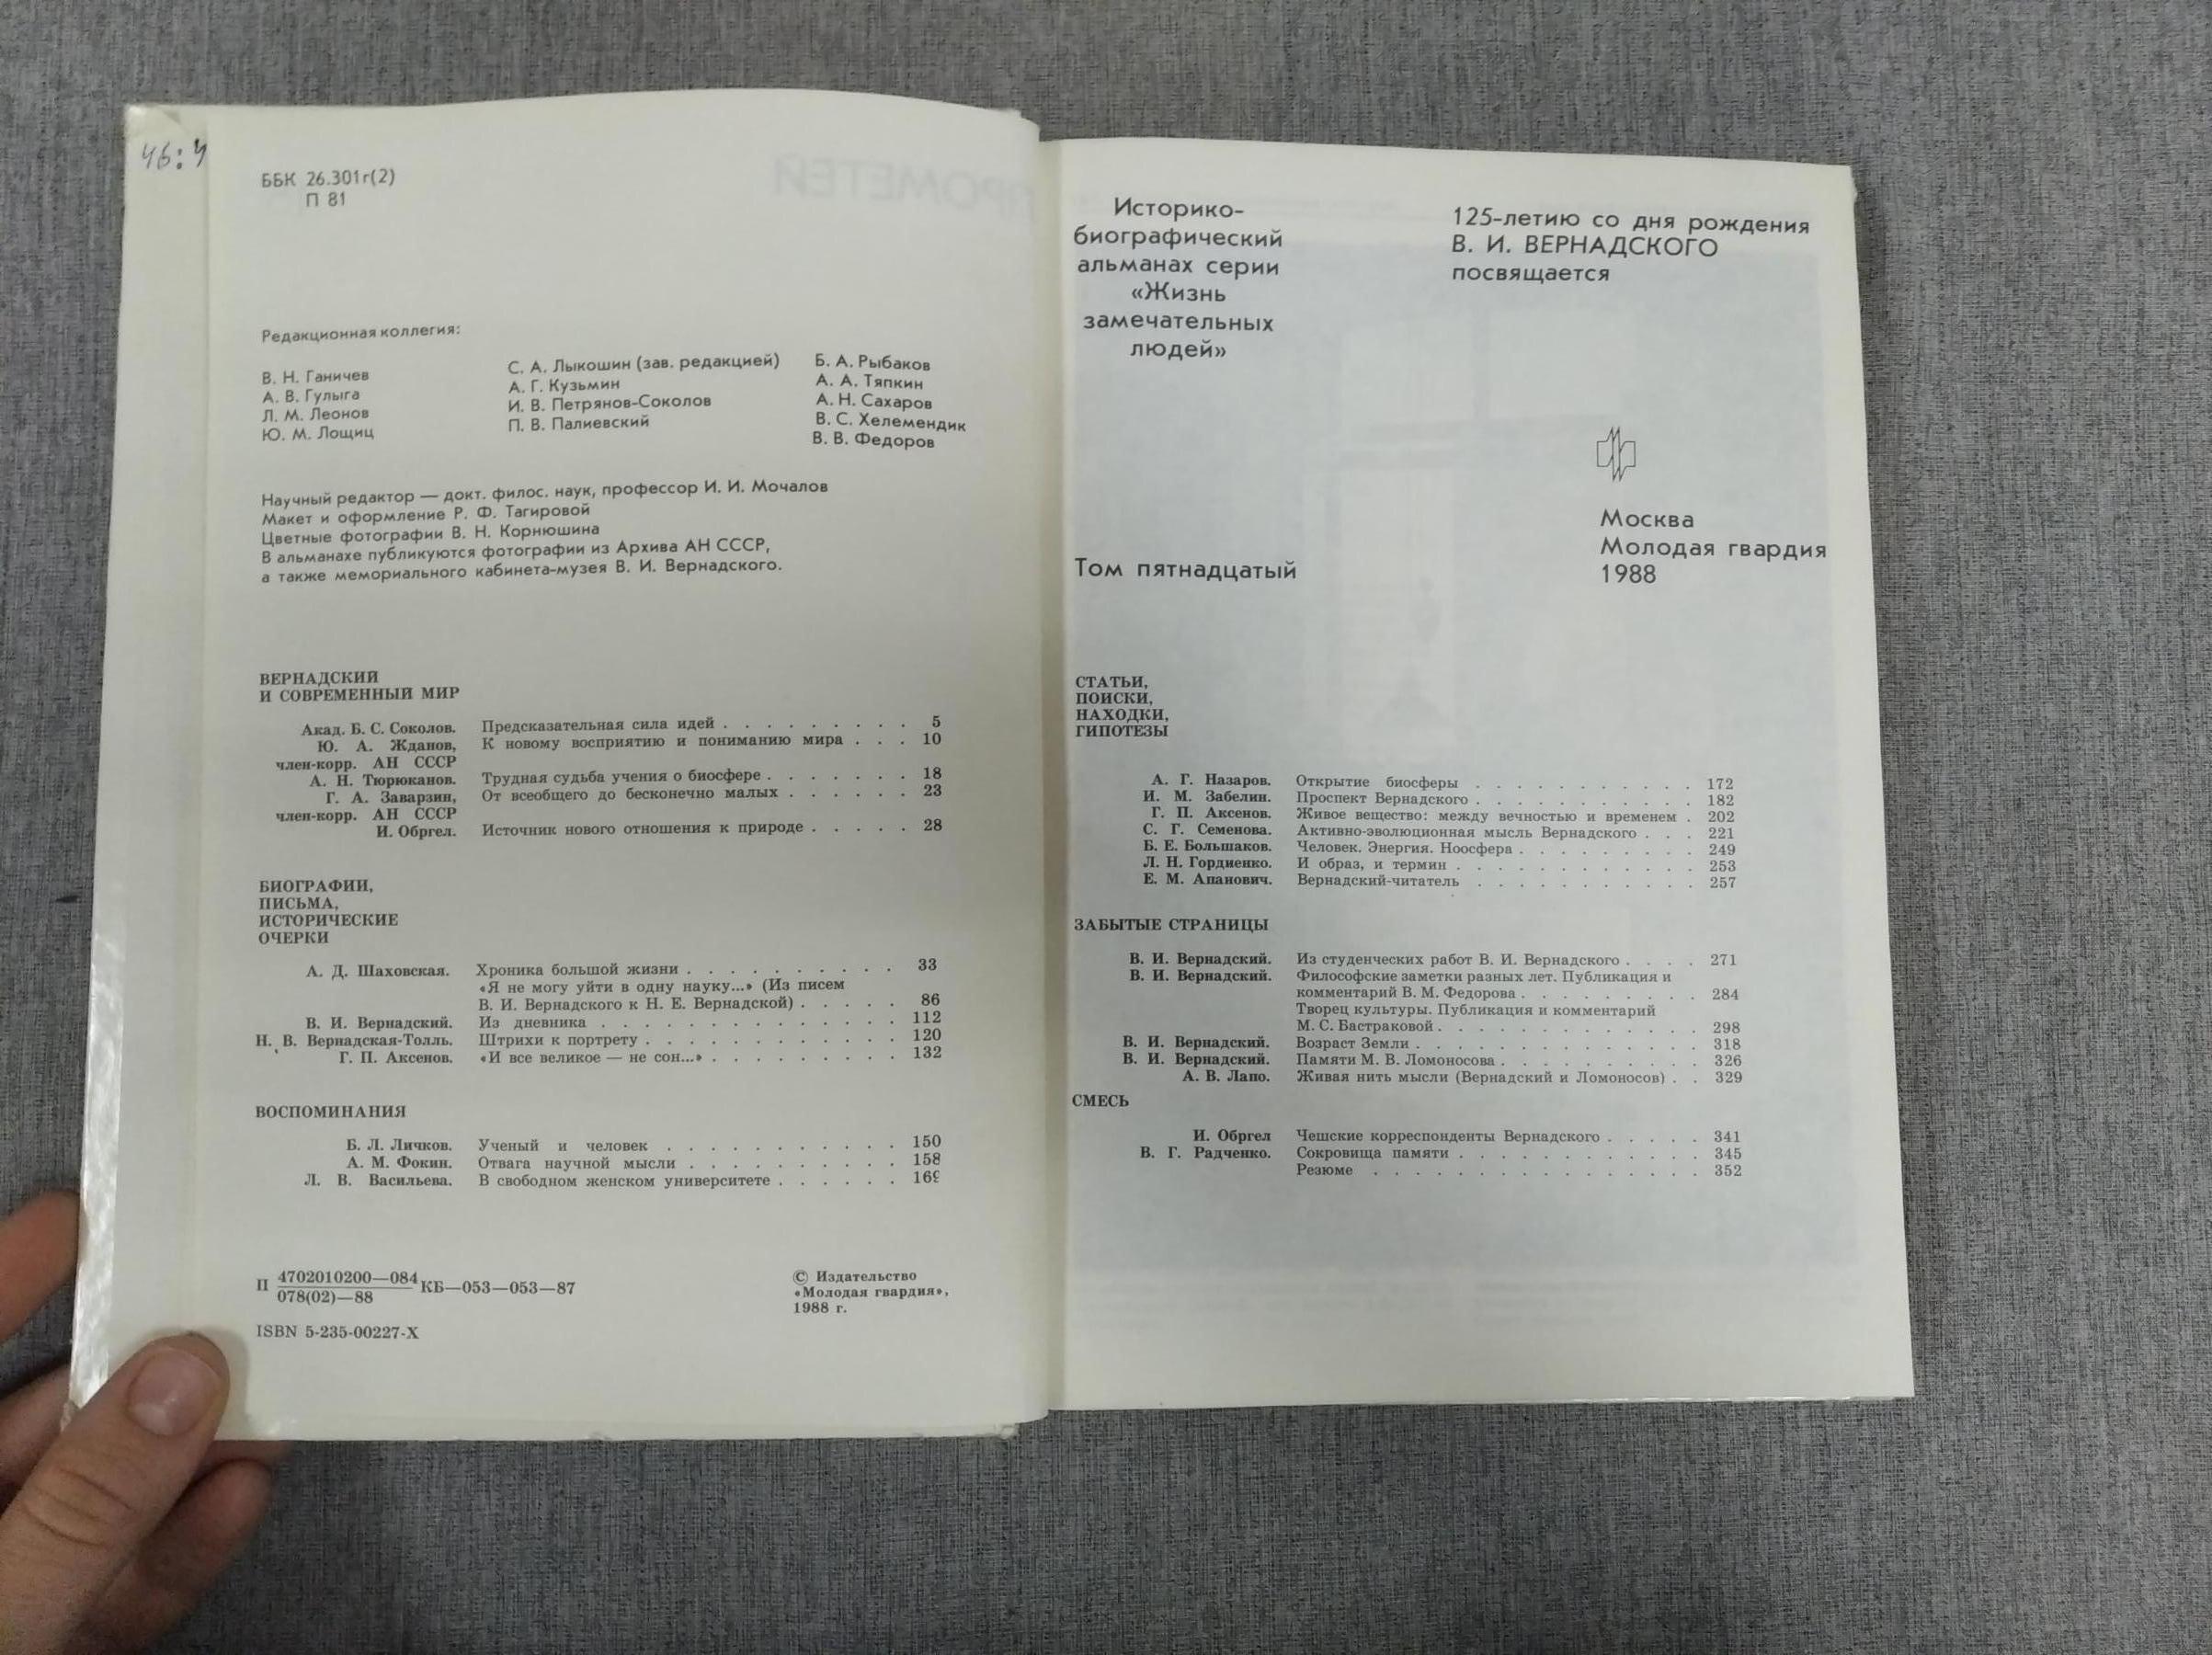 46:4
ББК 26.301г(2)
П 81
ПРОМЕТЕЙ
Редакционная коллегия:
В. Н. Ганичев
А. В. Гулыга
Л. М. Леонов
Ю. М. Лощиц
С. А. Лыкошин (зав. редакцией)
А. Г. Кузьмин
И. В. Петрянов-Соколов
П. В. Палиевский
Б. А. Рыбаков
А. А. Тяпкин
А. Н. Сахаров
В. С. Хелемендик
В. В. Федоров
Научный редактор — докт. филос. наук, профессор И. И. Мочалов
Макет и оформление Р. Ф. Тагировой
Цветные фотографии В. Н. Корнюшина
В альманахе публикуются фотографии из Архива АН СССР,
а также мемориального кабинета-музея В. И. Вернадского.
ВЕРНАДСКИЙ
И СОВРЕМЕННЫЙ МИР
Акад. Б. С. Соколов. Предсказательная сила идей . . . . . . . . . 5
Ю. А. Жданов, К новому восприятию и пониманию мира . . . 10
член-корр. АН СССР
А. Н. Тюрюканов. Трудная судьба учения о биосфере . . . . . . . 18
Г. А. Заварзин, От всеобщего до бесконечно малых . . . . . . 23
член-корр. АН СССР
И. Обргел. Источник нового отношения к природе . . . . . 28
БИОГРАФИИ,
ПИСЬМА,
ИСТОРИЧЕСКИЕ
ОЧЕРКИ
А. Д. Шаховская. Хроника большой жизни . . . . . . . . . . 33
«Я не могу уйти в одну науку...» (Из писем
В. И. Вернадского к Н. Е. Вернадской) . . . . . 86
В. И. Вернадский. Из дневника . . . . . . . . . . . . . 112
Н. В. Вернадская-Толль. Штрихи к портрету . . . . . . . . . . . 120
Г. П. Аксенов. «И все великое — не сон...» . . . . . . . . . 132
ВОСПОМИНАНИЯ
Б. Л. Личков. Ученый и человек . . . . . . . . . . . 150
А. М. Фокин. Отвага научной мысли . . . . . . . . . . 158
Л. В. Васильева. В свободном женском университете . . . . . . 169
П 4702010200—084 КБ—053—053—87
078(02)—88
ISBN 5-235-00227-X
© Издательство
«Молодая гвардия»,
1988 г.
Историко-
биографический
альманах серии
«Жизнь
замечательных
людей»
125-летию со дня рождения
В. И. ВЕРНАДСКОГО
посвящается
Том пятнадцатый
Москва
Молодая гвардия
1988
СТАТЬИ,
ПОИСКИ,
НАХОДКИ,
ГИПОТЕЗЫ
А. Г. Назаров. Открытие биосферы . . . . . . . . . . . 172
И. М. Забелин. Проспект Вернадского . . . . . . . . . . . 182
Г. П. Аксенов. Живое вещество: между вечностью и временем . 202
С. Г. Семенова. Активно-эволюционная мысль Вернадского . . . 221
Б. Е. Большаков. Человек. Энергия. Ноосфера . . . . . . . . . 249
Л. Н. Гордиенко. И образ, и термин . . . . . . . . . . . . 253
Е. М. Апанович. Вернадский-читатель . . . . . . . . . . . 257
ЗАБЫТЫЕ СТРАНИЦЫ
В. И. Вернадский. Из студенческих работ В. И. Вернадского . . . . 271
В. И. Вернадский. Философские заметки разных лет. Публикация и
комментарий В. М. Федорова . . . . . . . . . 284
Творец культуры. Публикация и комментарий
М. С. Бастраковой . . . . . . . . . . . . . 298
В. И. Вернадский. Возраст Земли . . . . . . . . . . . . . . 318
В. И. Вернадский. Памяти М. В. Ломоносова . . . . . . . . . . 326
А. В. Лапо. Живая нить мысли (Вернадский и Ломоносов) . . 329
СМЕСЬ
И. Обргел Чешские корреспонденты Вернадского . . . . . 341
В. Г. Радченко. Сокровища памяти . . . . . . . . . . . . 345
Резюме . . . . . . . . . . . . . . . . 352